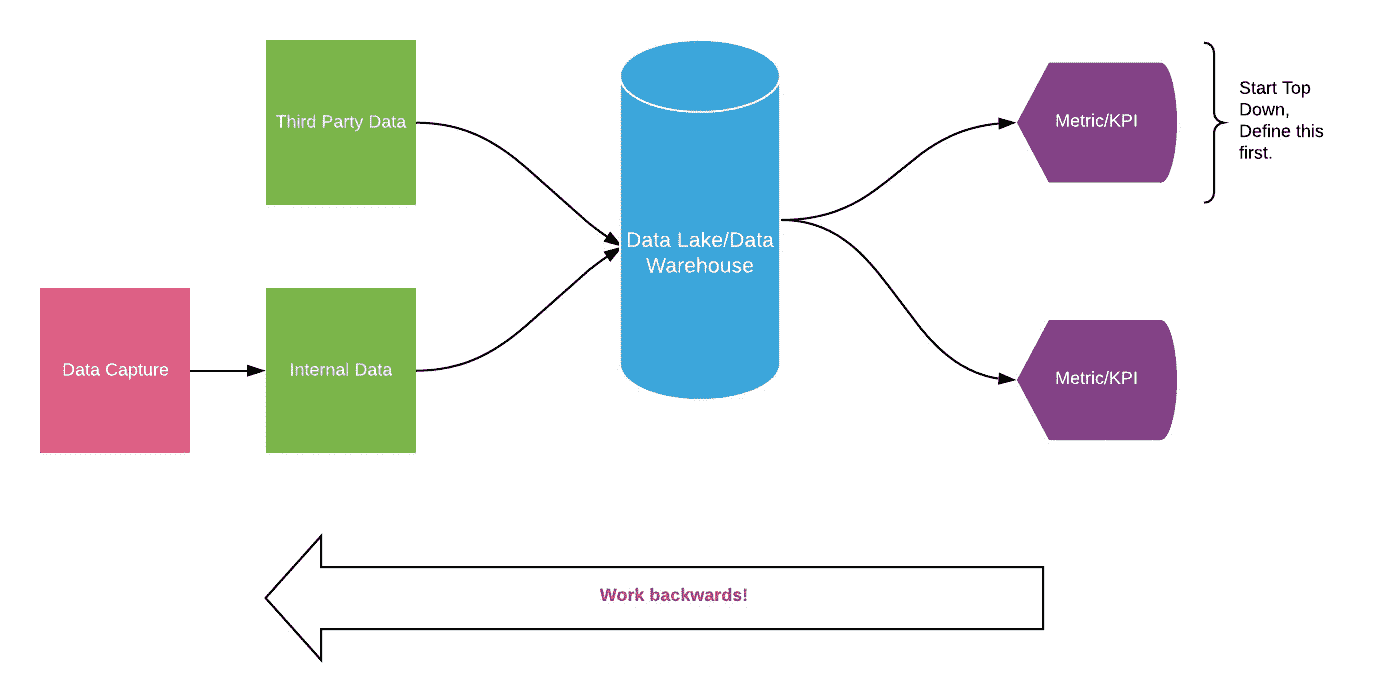 Third Party Data
Metric/KPI
Start Top
Down,
Define this
first.
Data Lake/Data
Warehouse
Data Capture
Internal Data
Metric/KPI
Work backwards!